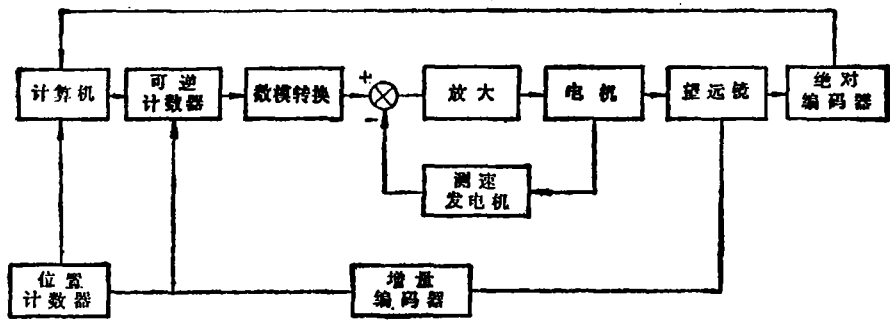 计算机
可逆
计数器
数模转换
+
-
放大
电机
望远镜
绝对
编码器
测速
发电机
位置
计数器
增量
编码器